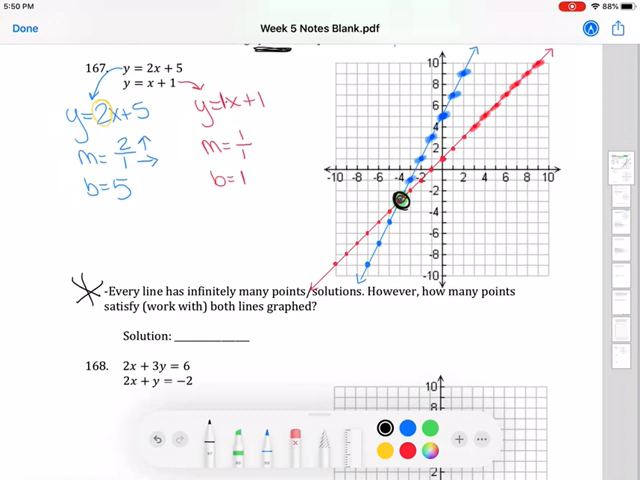 5:50 PM
88%
Done
Week 5 Notes Blank.pdf
167. y = 2x + 5
y = x + 1
y=2x+5
m= 2/1 ↑ →
b=5
y=1x+1
m= 1/1
b=1
10
8
6
4
2
-10 -8 -6 -4 -2 2 4 6 8 10
-2
-4
-6
-8
-10
-Every line has infinitely many points/solutions. However, how many points
satisfy (work with) both lines graphed?
Solution: _______________
168. 2x + 3y = 6
2x + y = −2
10
8
2